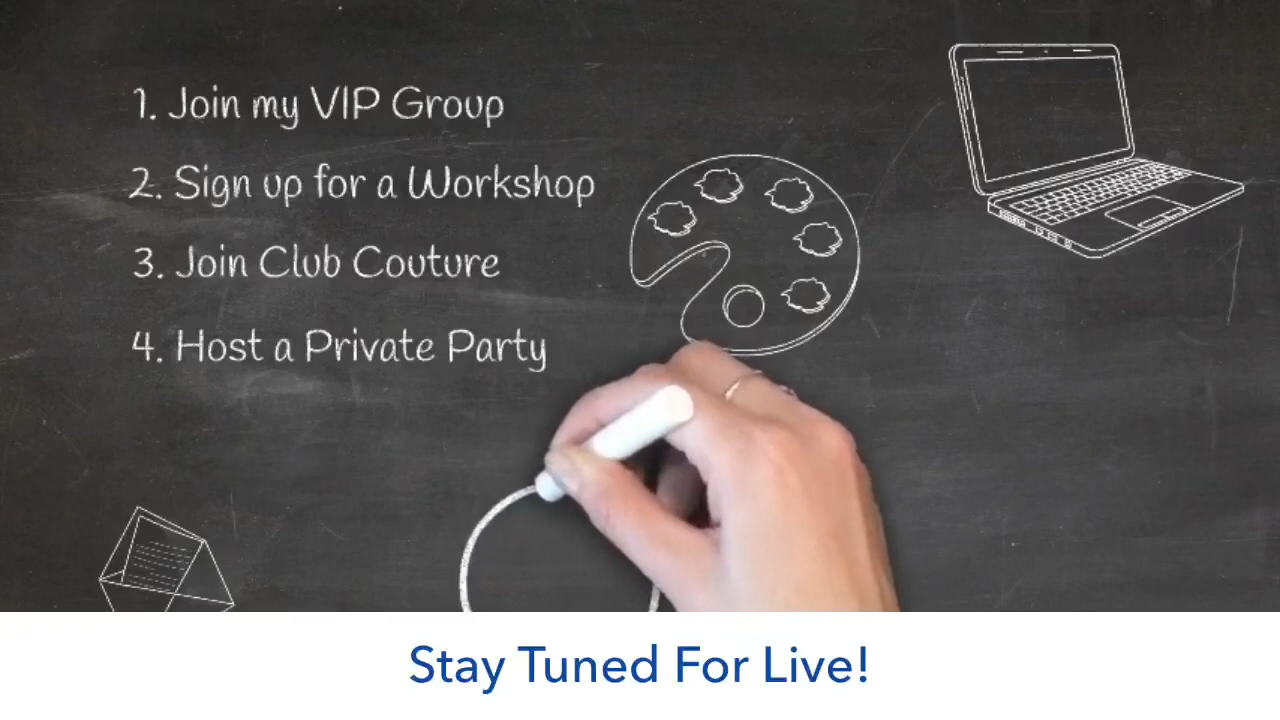 1. Join my VIP Group
2. Sign up for a Workshop
3. Join Club Couture
4. Host a Private Party
Stay Tuned For Live!